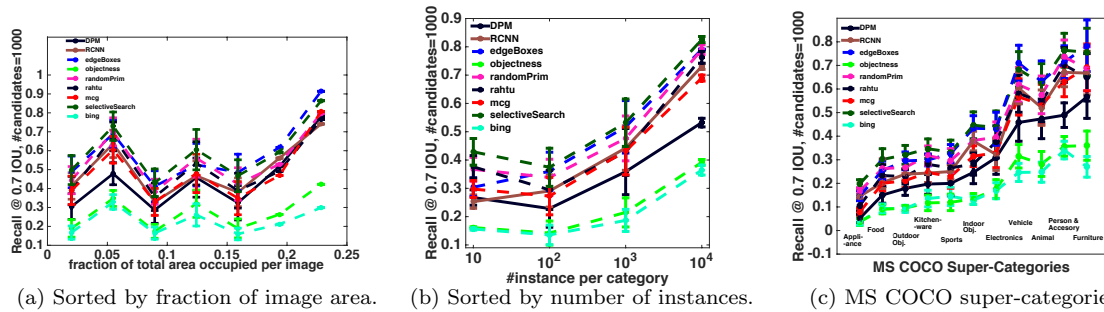 Recall @ 0.7 IOU, #candidates=1000
DPM
RCNN
edgeBoxes
objectness
randomPrim
rahtu
mcg
selectiveSearch
bing
1
0.9
0.8
0.7
0.6
0.5
0.4
0.3
0.2
0.1
0 0.05 0.1 0.15 0.2 0.25
fraction of total area occupied per image
(a) Sorted by fraction of image area.
Recall @ 0.7 IOU, #candidates=1000
DPM
RCNN
edgeBoxes
objectness
randomPrim
rahtu
mcg
selectiveSearch
bing
0.9
0.8
0.7
0.6
0.5
0.4
0.3
0.2
0.1
10 10² 10³ 10⁴
#instance per category
(b) Sorted by number of instances.
Recall @ 0.7 IOU, #candidates=1000
DPM
RCNN
edgeBoxes
objectness
randomPrim
rahtu
mcg
selectiveSearch
bing
0.8
0.7
0.6
0.5
0.4
0.3
0.2
0.1
-0
-0.1
Appli-
-ance
Food
Outdoor
Obj.
Kitchen-
-ware
Sports
Indoor
Obj.
Electronics
Vehicle
Animal
Person &
Accesory
Furniture
MS COCO Super-Categories
(c) MS COCO super-categorie